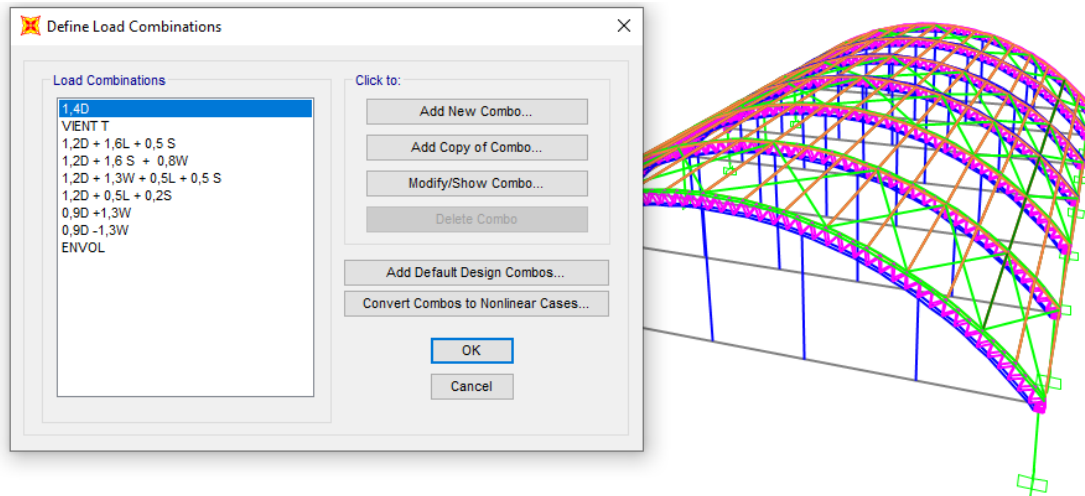 Define Load Combinations
Load Combinations
1,4D
VIENT T
1,2D + 1,6L + 0,5 S
1,2D + 1,6 S + 0,8W
1,2D + 1,3W + 0,5L + 0,5 S
1,2D + 0,5L + 0,2S
0,9D +1,3W
0,9D -1,3W
ENVOL
Click to:
Add New Combo...
Add Copy of Combo...
Modify/Show Combo...
Delete Combo
Add Default Design Combos...
Convert Combos to Nonlinear Cases...
OK
Cancel